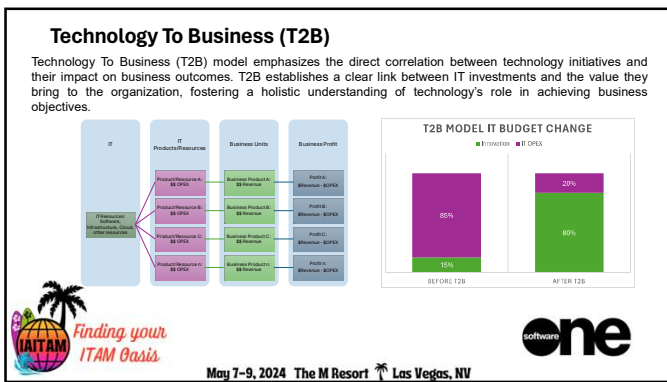 Technology To Business (T2B)
Technology To Business (T2B) model emphasizes the direct correlation between technology initiatives and
their impact on business outcomes. T2B establishes a clear link between IT investments and the value they
bring to the organization, fostering a holistic understanding of technology's role in achieving business
objectives.
IT
IT
Products/Resources
Business Units
Business Profit
IT Resources:
Software,
Infrastructure, Cloud,
other resources
Product/Resource A:
$$ OPEX
Business Product A:
$$ Revenue
Profit A:
$Revenue - $OPEX
Product/Resource B:
$$ OPEX
Business Product B:
$$ Revenue
Profit B:
$Revenue - $OPEX
Product/Resource C:
$$ OPEX
Business Product C:
$$ Revenue
Profit C:
$Revenue - $OPEX
Product/Resource n:
$$ OPEX
Business Product n:
$$ Revenue
Profit n:
$Revenue - $OPEX
T2B MODEL IT BUDGET CHANGE
Innovation IT OPEX
85%
15%
20%
80%
BEFORE T2B AFTER T2B
IAITAM
Finding your
ITAM Oasis
software one
May 7-9, 2024 The M Resort Las Vegas, NV